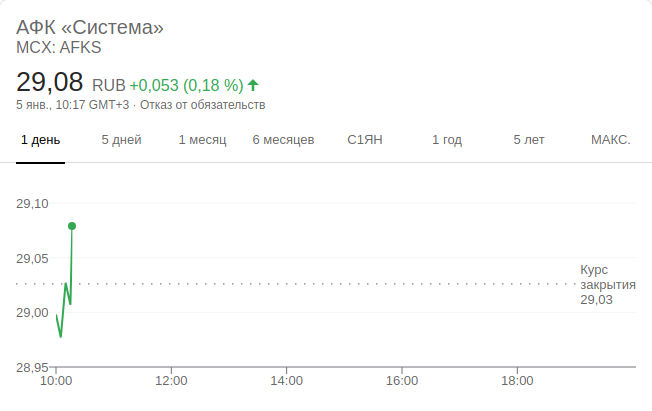 АФК «Система»
MCX: AFKS
29,08 RUB +0,053 (0,18 %)
5 янв., 10:17 GMT+3 · Отказ от обязательств
1 день 5 дней 1 месяц 6 месяцев С1ЯН 1 год 5 лет МАКС.
29,10
29,05
Курс
закрытия
29,03
29,00
28,95
10:00 12:00 14:00 16:00 18:00